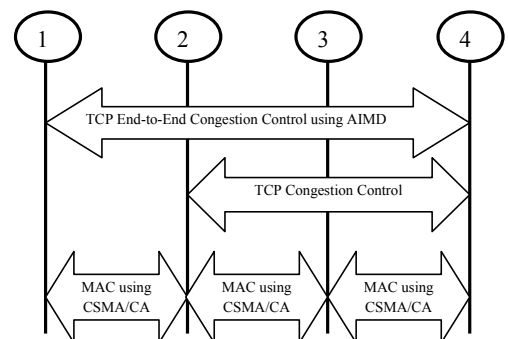 1 2 3 4
TCP End-to-End Congestion Control using AIMD
TCP Congestion Control
MAC using MAC using MAC using
CSMA/CA CSMA/CA CSMA/CA